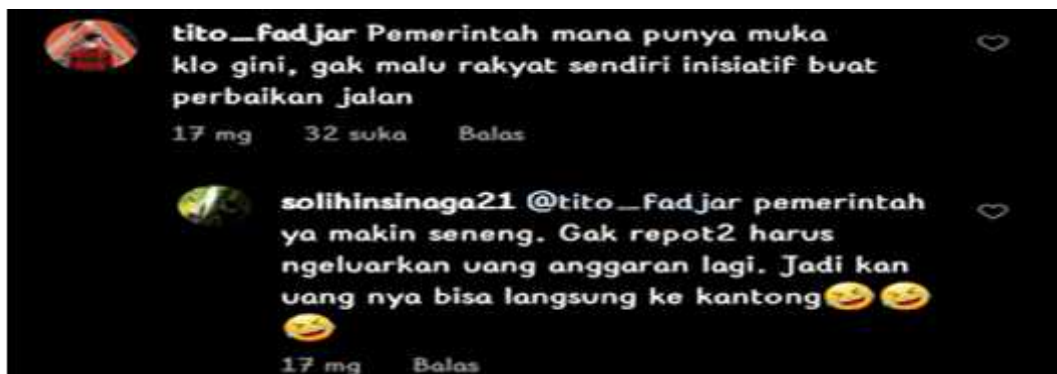 tito_fadjar Pemerintah mana punya muka
klo gini, gak malu rakyat sendiri inisiatif buat
perbaikan jalan
17 mg 32 suka Balas
solihinsinaga21 @tito_fadjar pemerintah
ya makin seneng. Gak repot2 harus
ngeluarkan uang anggaran lagi. Jadi kan
uang nya bisa langsung ke kantong🤣🤣
🤣
17 mg Balas